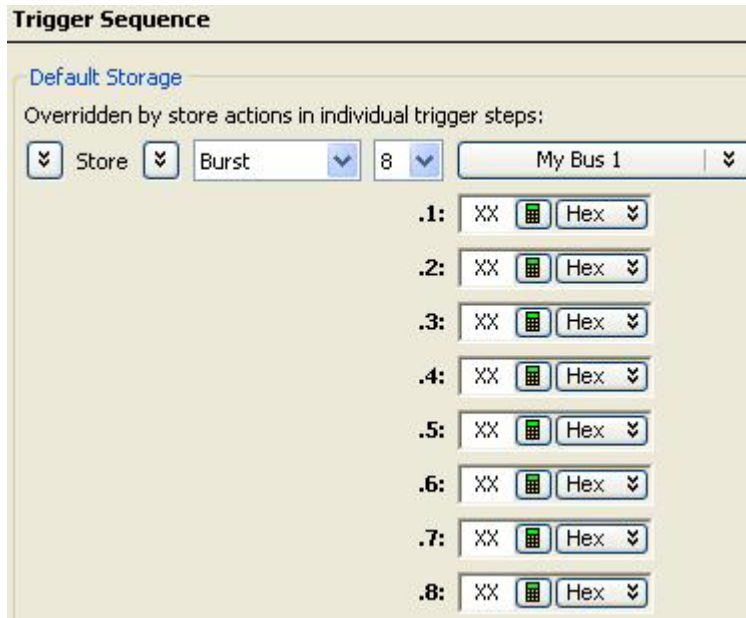 Trigger Sequence
Default Storage
Overridden by store actions in individual trigger steps:
Store Burst 8 My Bus 1
.1: XX Hex
.2: XX Hex
.3: XX Hex
.4: XX Hex
.5: XX Hex
.6: XX Hex
.7: XX Hex
.8: XX Hex